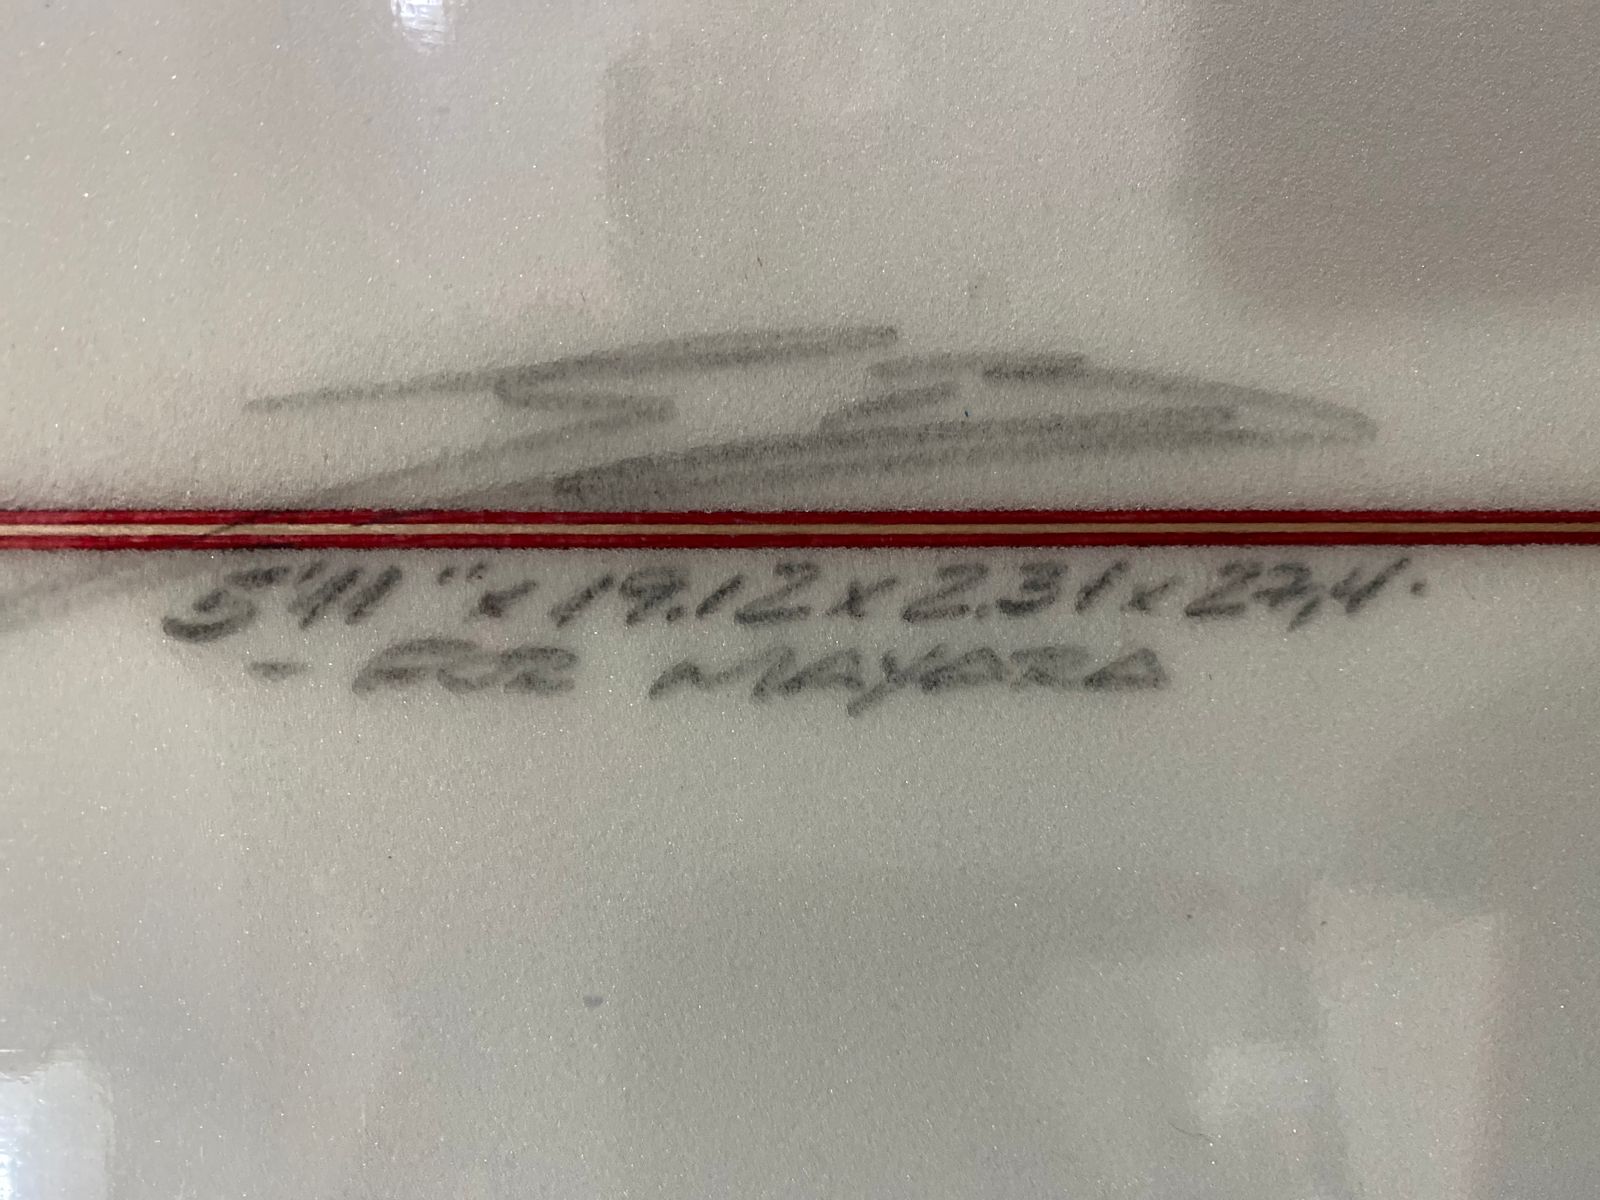 5'11" x 19.12 x 2.31 x 27,4.
- FOR MAYARA